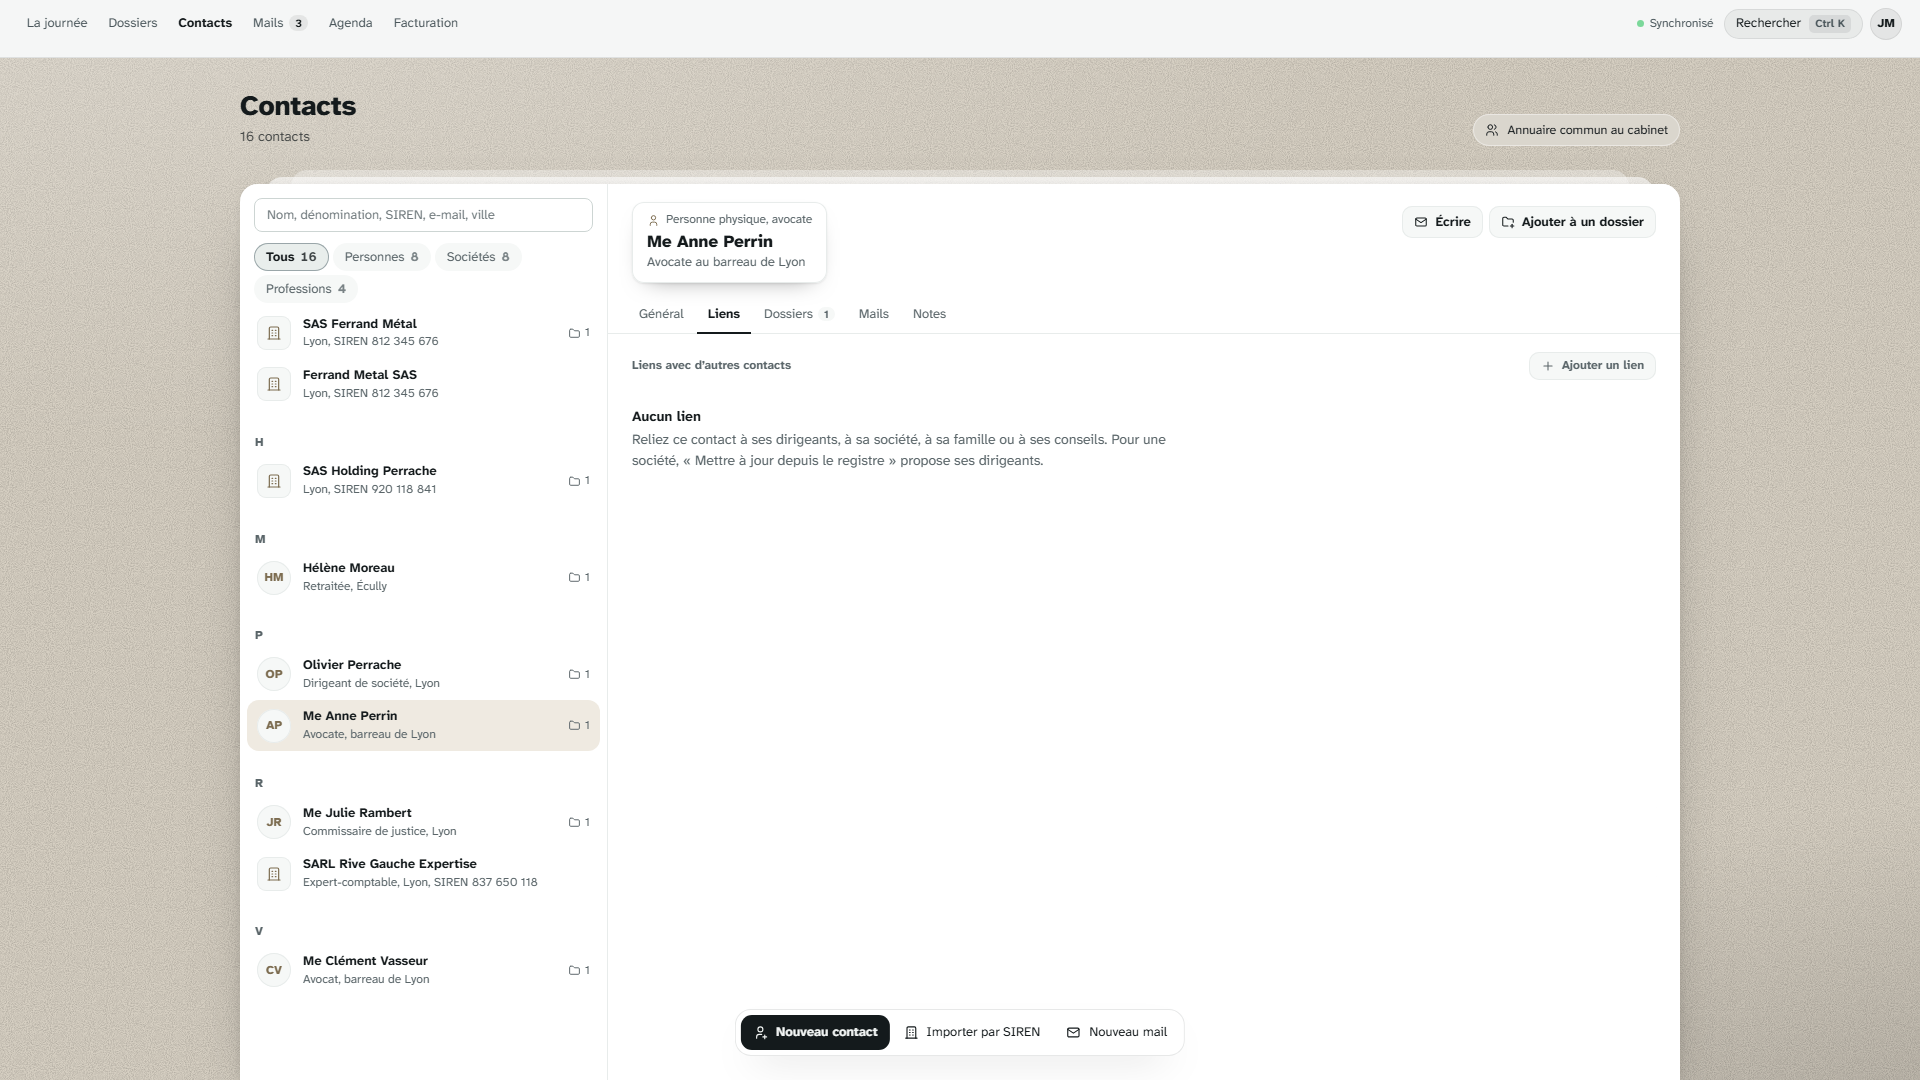 La journée
Dossiers
Contacts
Mails 3
Agenda
Facturation
Synchronisé
Rechercher Ctrl K
JM
Contacts
16 contacts
Annuaire commun au cabinet
Nom, dénomination, SIREN, e-mail, ville
Tous 16
Personnes 8
Sociétés 8
Professions 4
SAS Ferrand Métal
Lyon, SIREN 812 345 676
1
Ferrand Metal SAS
Lyon, SIREN 812 345 676
H
SAS Holding Perrache
Lyon, SIREN 920 118 841
1
M
HM
Hélène Moreau
Retraitée, Écully
1
P
OP
Olivier Perrache
Dirigeant de société, Lyon
1
AP
Me Anne Perrin
Avocate, barreau de Lyon
1
R
JR
Me Julie Rambert
Commissaire de justice, Lyon
1
SARL Rive Gauche Expertise
Expert-comptable, Lyon, SIREN 837 650 118
V
CV
Me Clément Vasseur
Avocat, barreau de Lyon
1
Personne physique, avocate
Me Anne Perrin
Avocate au barreau de Lyon
Écrire
Ajouter à un dossier
Général
Liens
Dossiers 1
Mails
Notes
Liens avec d'autres contacts
Ajouter un lien
Aucun lien
Reliez ce contact à ses dirigeants, à sa société, à sa famille ou à ses conseils. Pour une
société, « Mettre à jour depuis le registre » propose ses dirigeants.
Nouveau contact
Importer par SIREN
Nouveau mail